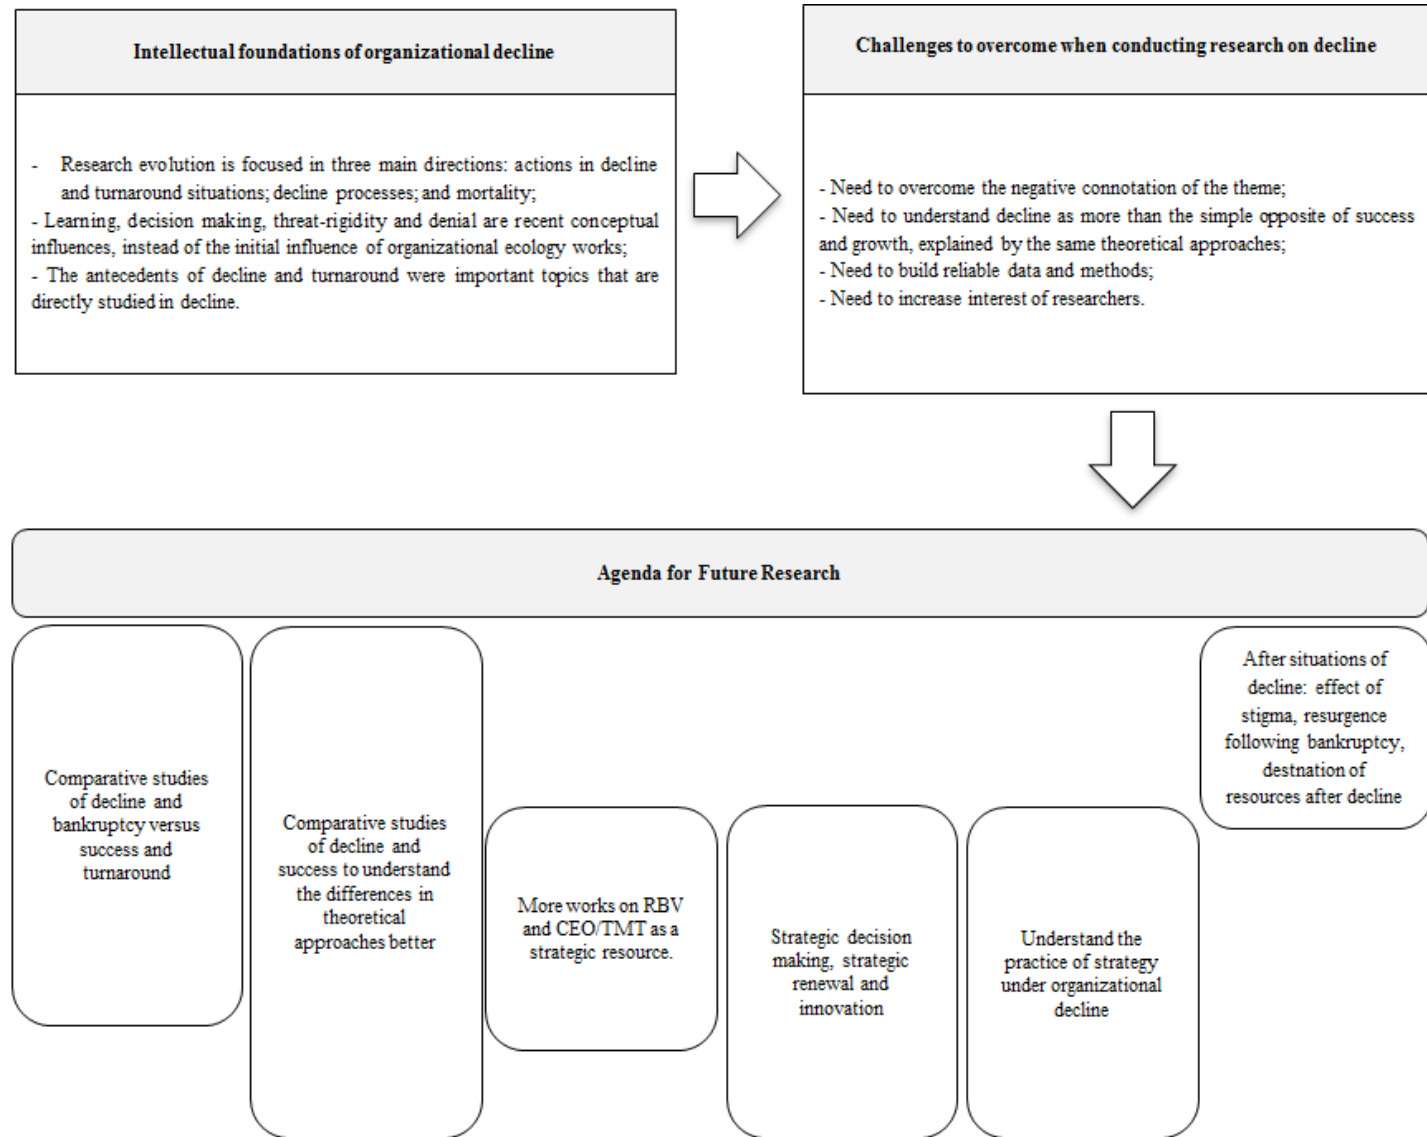 Intellectual foundations of organizational decline
- Research evolution is focused in three main directions: actions in decline
and turnaround situations; decline processes; and mortality;
- Learning, decision making, threat-rigidity and denial are recent conceptual
influences, instead of the initial influence of organizational ecology works;
- The antecedents of decline and turnaround were important topics that are
directly studied in decline.
Challenges to overcome when conducting research on decline
- Need to overcome the negative connotation of the theme;
- Need to understand decline as more than the simple opposite of success
and growth, explained by the same theoretical approaches;
- Need to build reliable data and methods;
- Need to increase interest of researchers.
Agenda for Future Research
Comparative studies
of decline and
bankruptcy versus
success and
turnaround
Comparative studies
of decline and
success to understand
the differences in
theoretical
approaches better
More works on RBV
and CEO/TMT as a
strategic resource.
Strategic decision
making, strategic
renewal and
innovation
Understand the
practice of strategy
under organizational
decline
After situations of
decline: effect of
stigma, resurgence
following bankruptcy,
destnation of
resources after decline